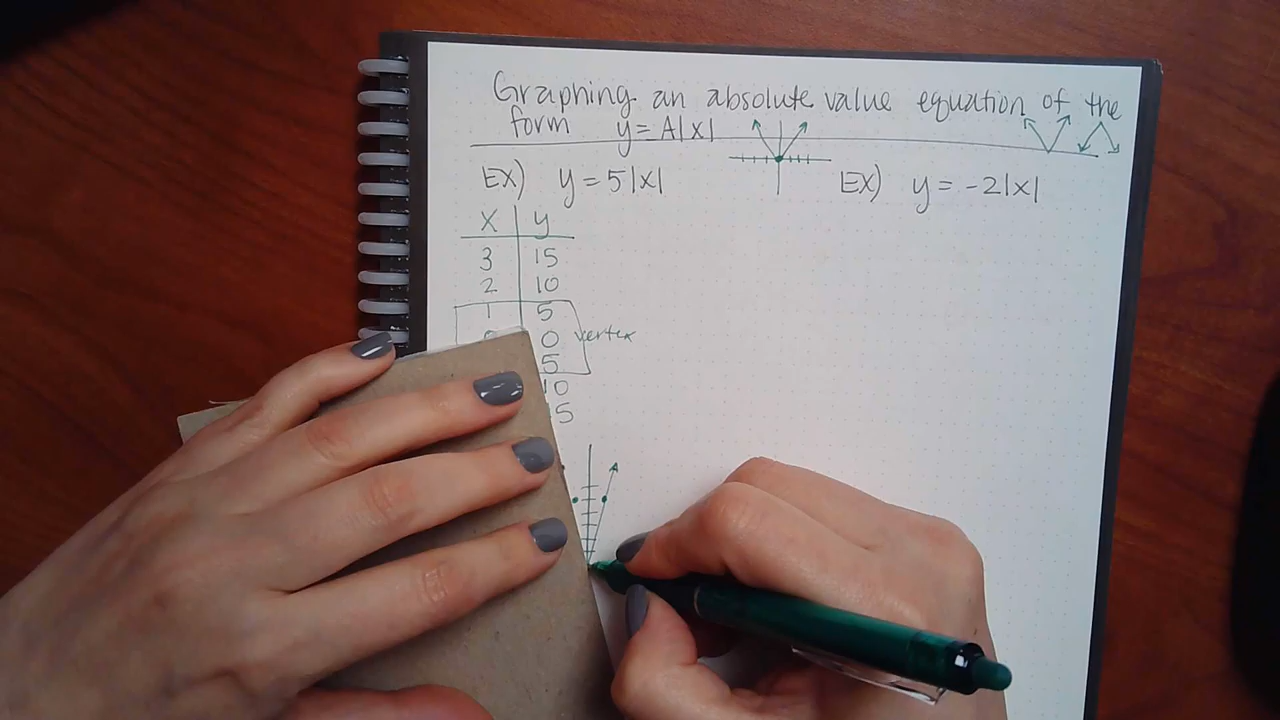 Graphing an absolute value equation of the
form y = A|x|
EX) y = 5|x|
EX) y = -2|x|
x y
3 15
2 10
1 5
0 vertex
5
10
5